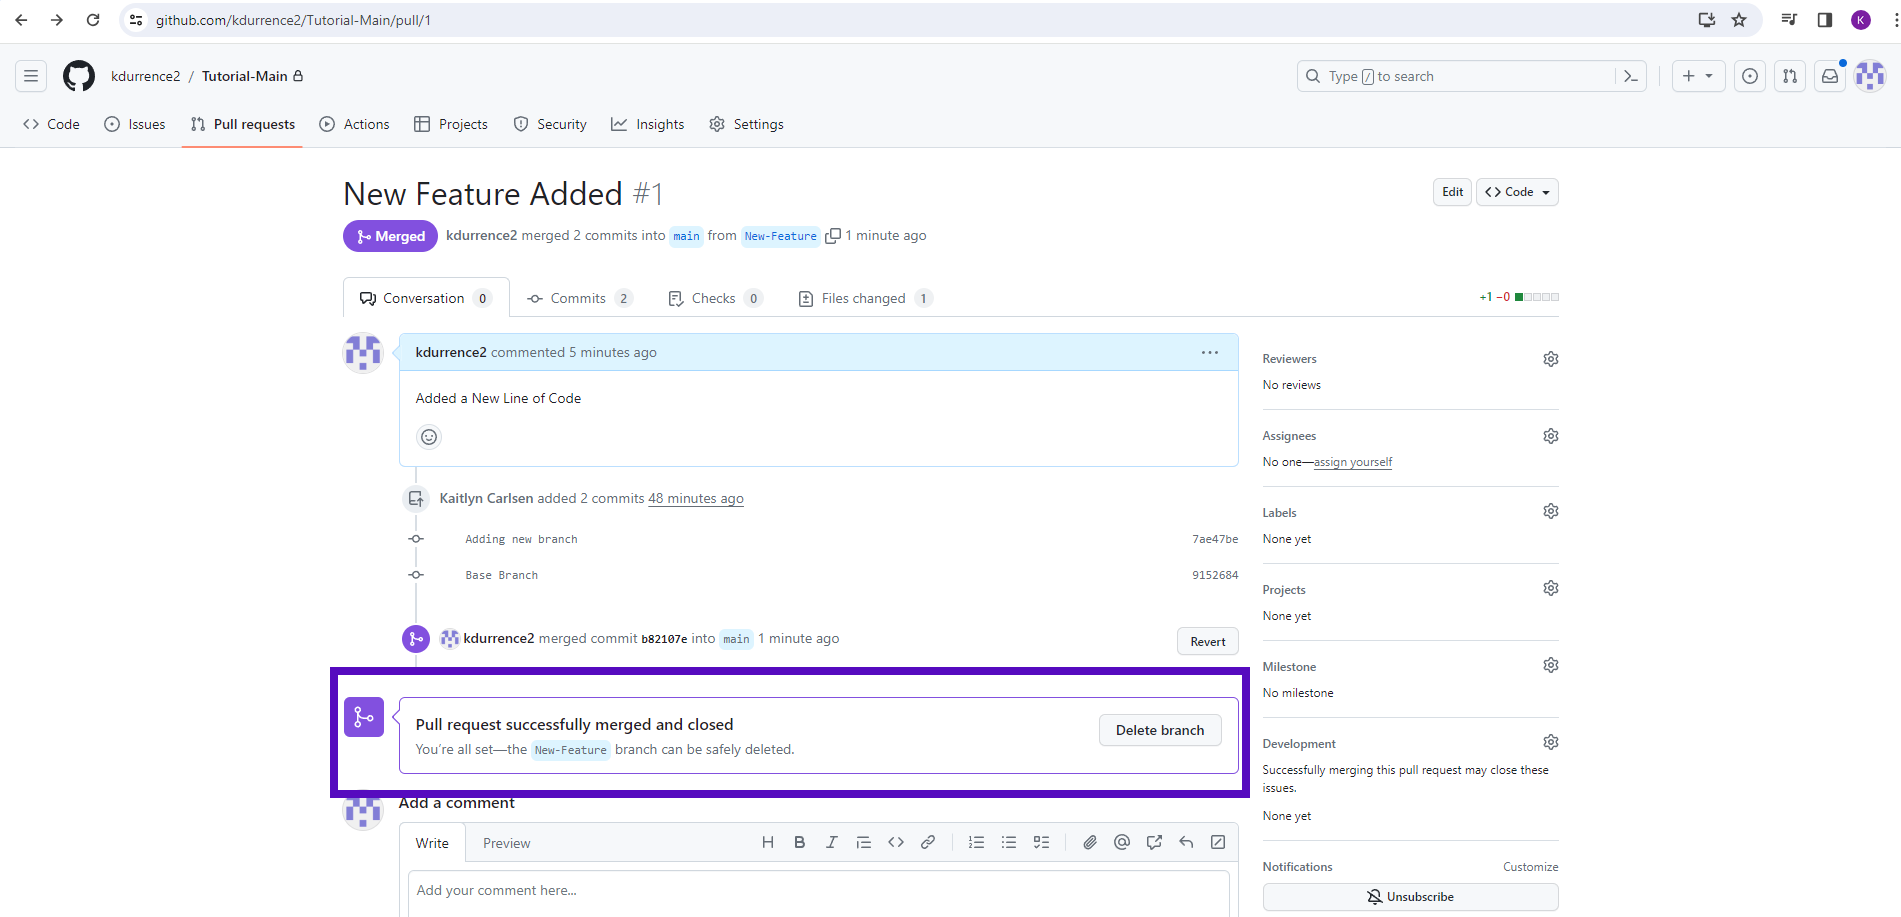 github.com/kdurrence2/Tutorial-Main/pull/1
K
kdurrence2 / Tutorial-Main
Type / to search
Code Issues Pull requests Actions Projects Security Insights Settings
New Feature Added #1
Edit
Code
Merged kdurrence2 merged 2 commits into main from New-Feature 1 minute ago
Conversation 0 Commits 2 Checks 0 Files changed 1
+1 −0
kdurrence2 commented 5 minutes ago
Added a New Line of Code
Kaitlyn Carlsen added 2 commits 48 minutes ago
Adding new branch 7ae47be
Base Branch 9152684
kdurrence2 merged commit b82107e into main 1 minute ago
Revert
Pull request successfully merged and closed
You're all set—the New-Feature branch can be safely deleted.
Delete branch
Add a comment
Write Preview
Add your comment here...
Reviewers
No reviews
Assignees
No one—assign yourself
Labels
None yet
Projects
None yet
Milestone
No milestone
Development
Successfully merging this pull request may close these
issues.
None yet
Notifications Customize
Unsubscribe